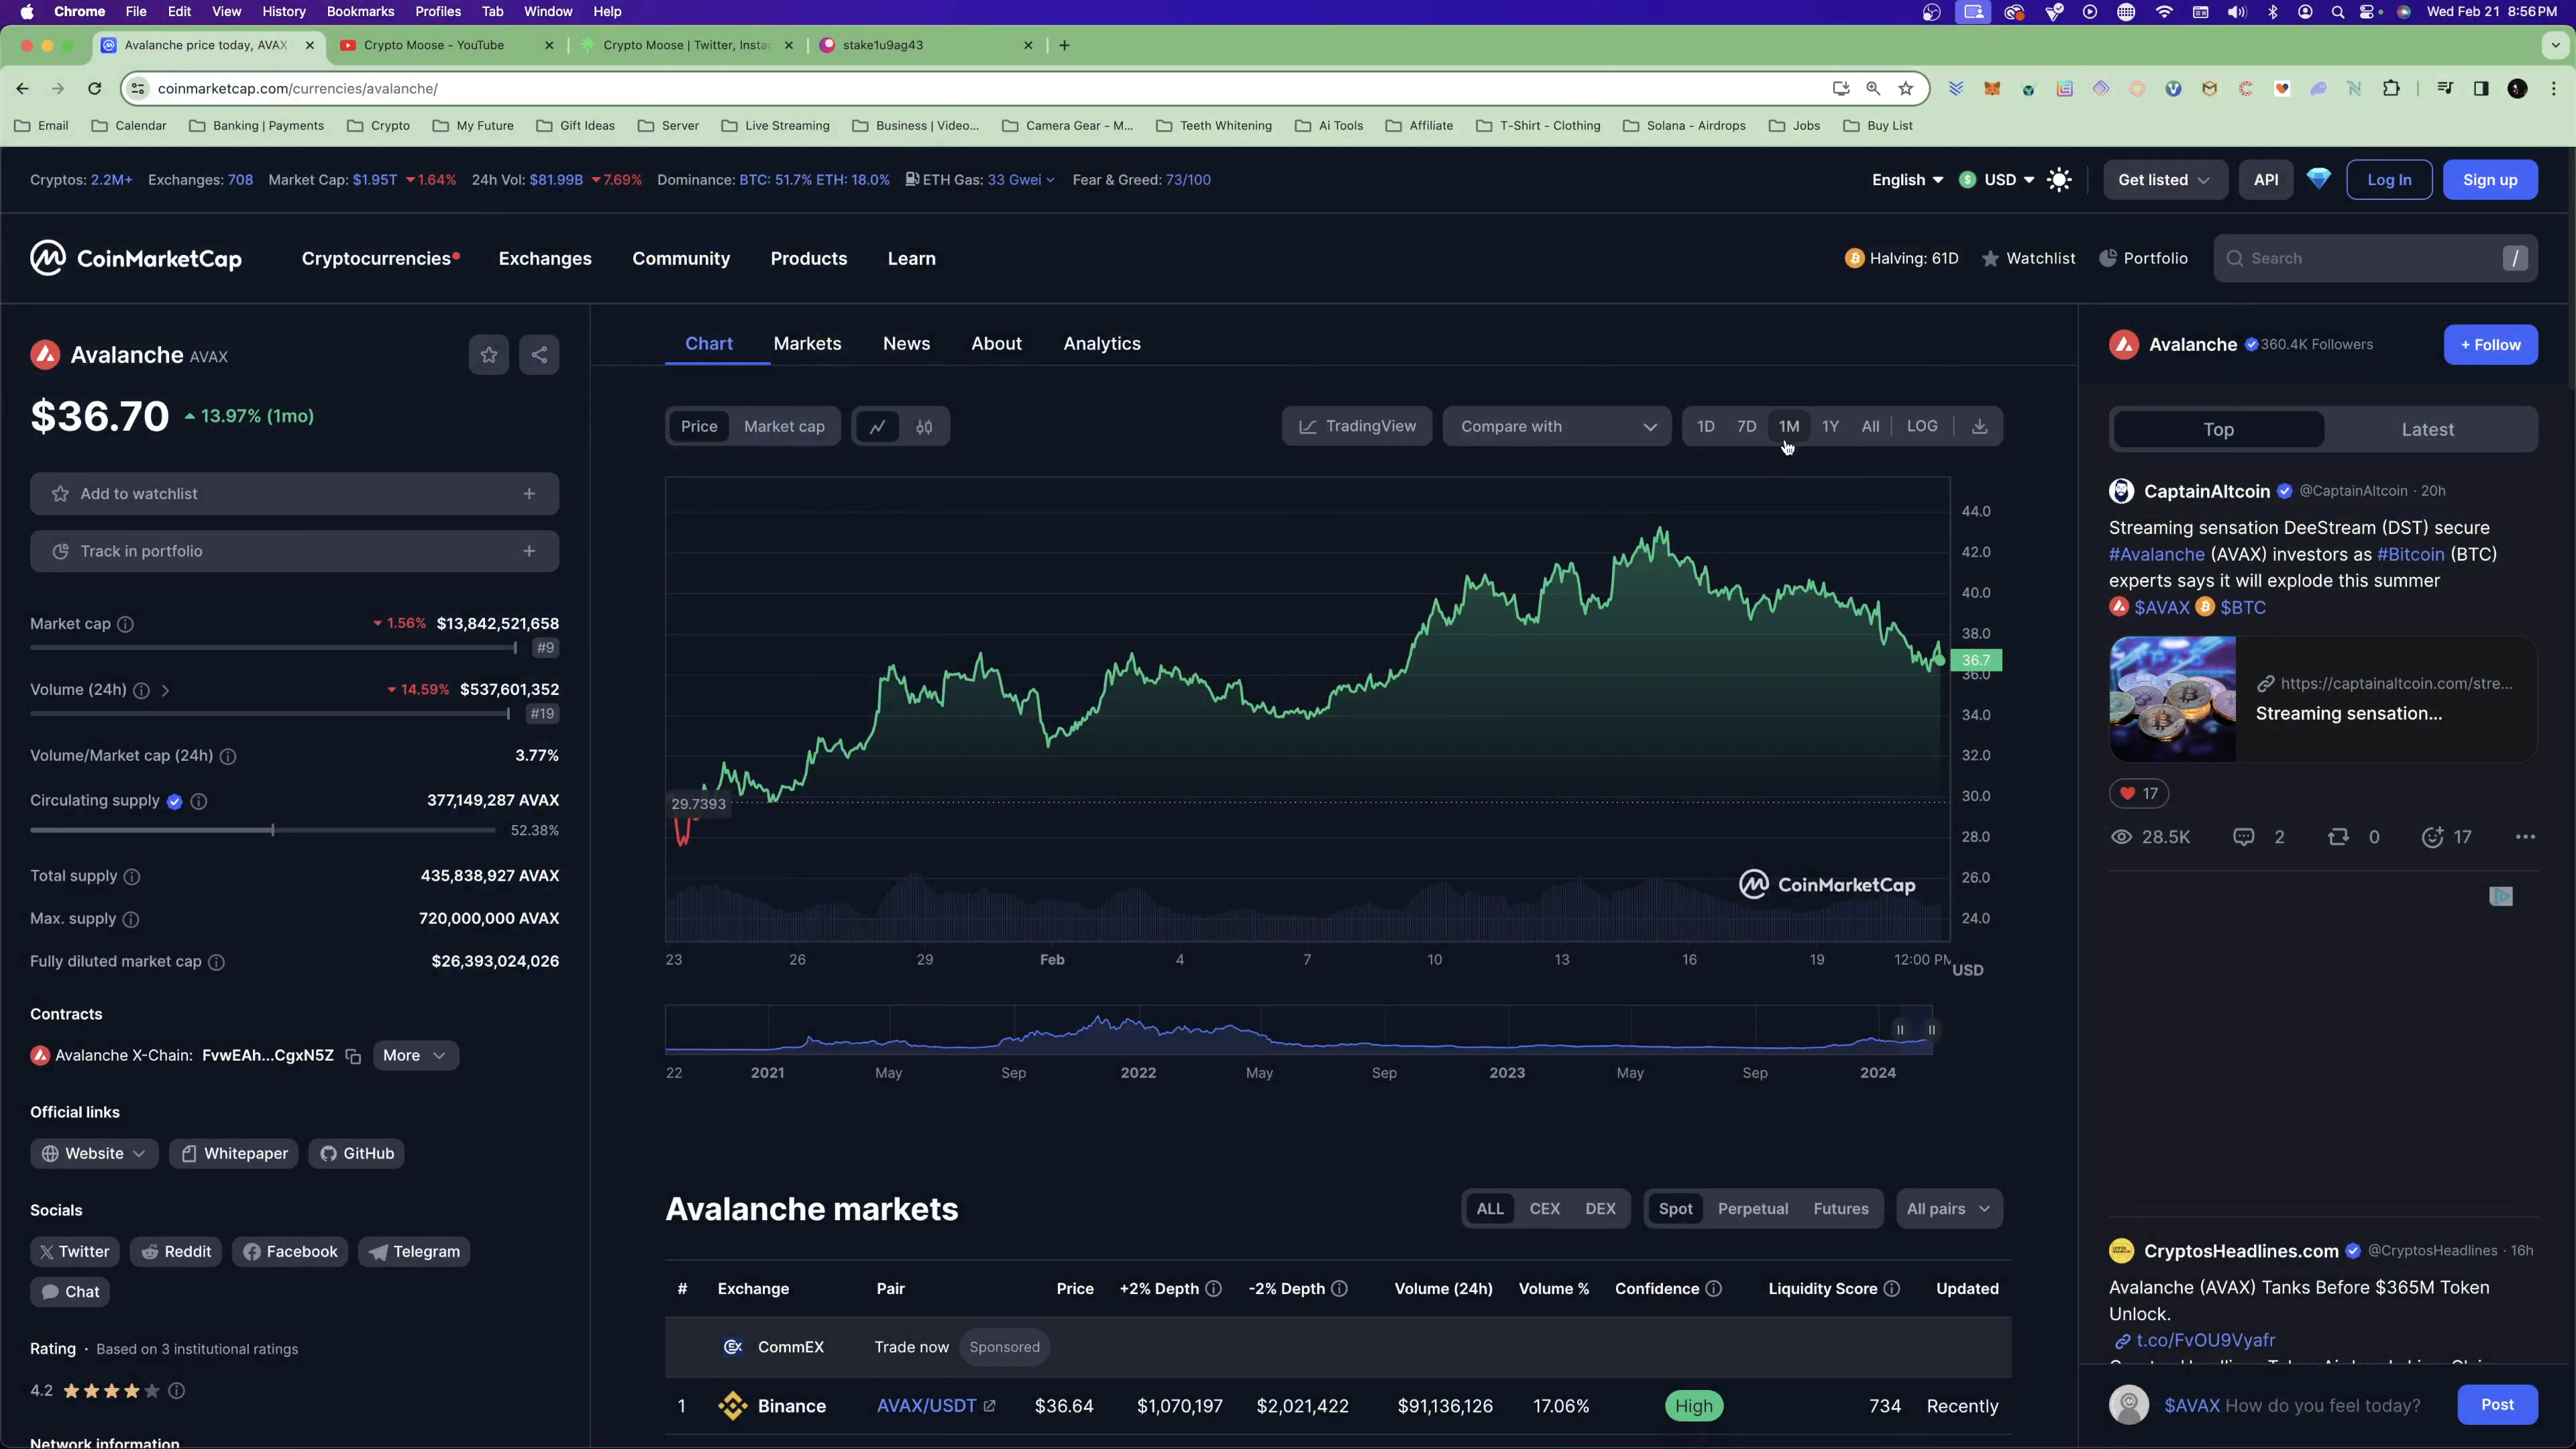 Chrome File Edit View History Bookmarks Profiles Tab Window Help Wed Feb 21 8:56 PM
Avalanche price today, AVAX Crypto Moose - YouTube Crypto Moose | Twitter, Insta stake1u9ag43
coinmarketcap.com/currencies/avalanche/
Email Calendar Banking | Payments Crypto My Future Gift Ideas Server Live Streaming Business | Video... Camera Gear - M... Teeth Whitening Ai Tools Affiliate T-Shirt - Clothing Solana - Airdrops Jobs Buy List
Cryptos: 2.2M+ Exchanges: 708 Market Cap: $1.95T 1.64% 24h Vol: $81.99B 7.69% Dominance: BTC: 51.7% ETH: 18.0% ETH Gas: 33 Gwei Fear & Greed: 73/100 English USD Get listed API Log In Sign up
CoinMarketCap Cryptocurrencies Exchanges Community Products Learn Halving: 61D Watchlist Portfolio Search /
Avalanche AVAX
$36.70 13.97% (1mo)
Add to watchlist
Track in portfolio
Market cap 1.56% $13,842,521,658
#9
Volume (24h) 14.59% $537,601,352
#19
Volume/Market cap (24h) 3.77%
Circulating supply 377,149,287 AVAX
52.38%
Total supply 435,838,927 AVAX
Max. supply 720,000,000 AVAX
Fully diluted market cap $26,393,024,026
Contracts
Avalanche X-Chain: FvwEAh...CgxN5Z More
Official links
Website Whitepaper GitHub
Socials
Twitter Reddit Facebook Telegram
Chat
Rating · Based on 3 institutional ratings
4.2
Network information
Chart Markets News About Analytics
Price Market cap TradingView Compare with 1D 7D 1M 1Y All LOG
44.0
42.0
40.0
38.0
36.7
36.0
34.0
32.0
30.0
29.7393
28.0
26.0
CoinMarketCap
24.0
23 26 29 Feb 4 7 10 13 16 19 12:00 PM
USD
22 2021 May Sep 2022 May Sep 2023 May Sep 2024
Avalanche markets ALL CEX DEX Spot Perpetual Futures All pairs
# Exchange Pair Price +2% Depth -2% Depth Volume (24h) Volume % Confidence Liquidity Score Updated
CommEX Trade now Sponsored
1 Binance AVAX/USDT $36.64 $1,070,197 $2,021,422 $91,136,126 17.06% High 734 Recently
Avalanche 360.4K Followers + Follow
Top Latest
CaptainAltcoin @CaptainAltcoin · 20h
Streaming sensation DeeStream (DST) secure
#Avalanche (AVAX) investors as #Bitcoin (BTC)
experts says it will explode this summer
$AVAX $BTC
https://captainaltcoin.com/stre...
Streaming sensation...
17
28.5K 2 0 17
CryptosHeadlines.com @CryptosHeadlines · 16h
Avalanche (AVAX) Tanks Before $365M Token
Unlock.
t.co/FvOU9Vyafr
$AVAX How do you feel today? Post